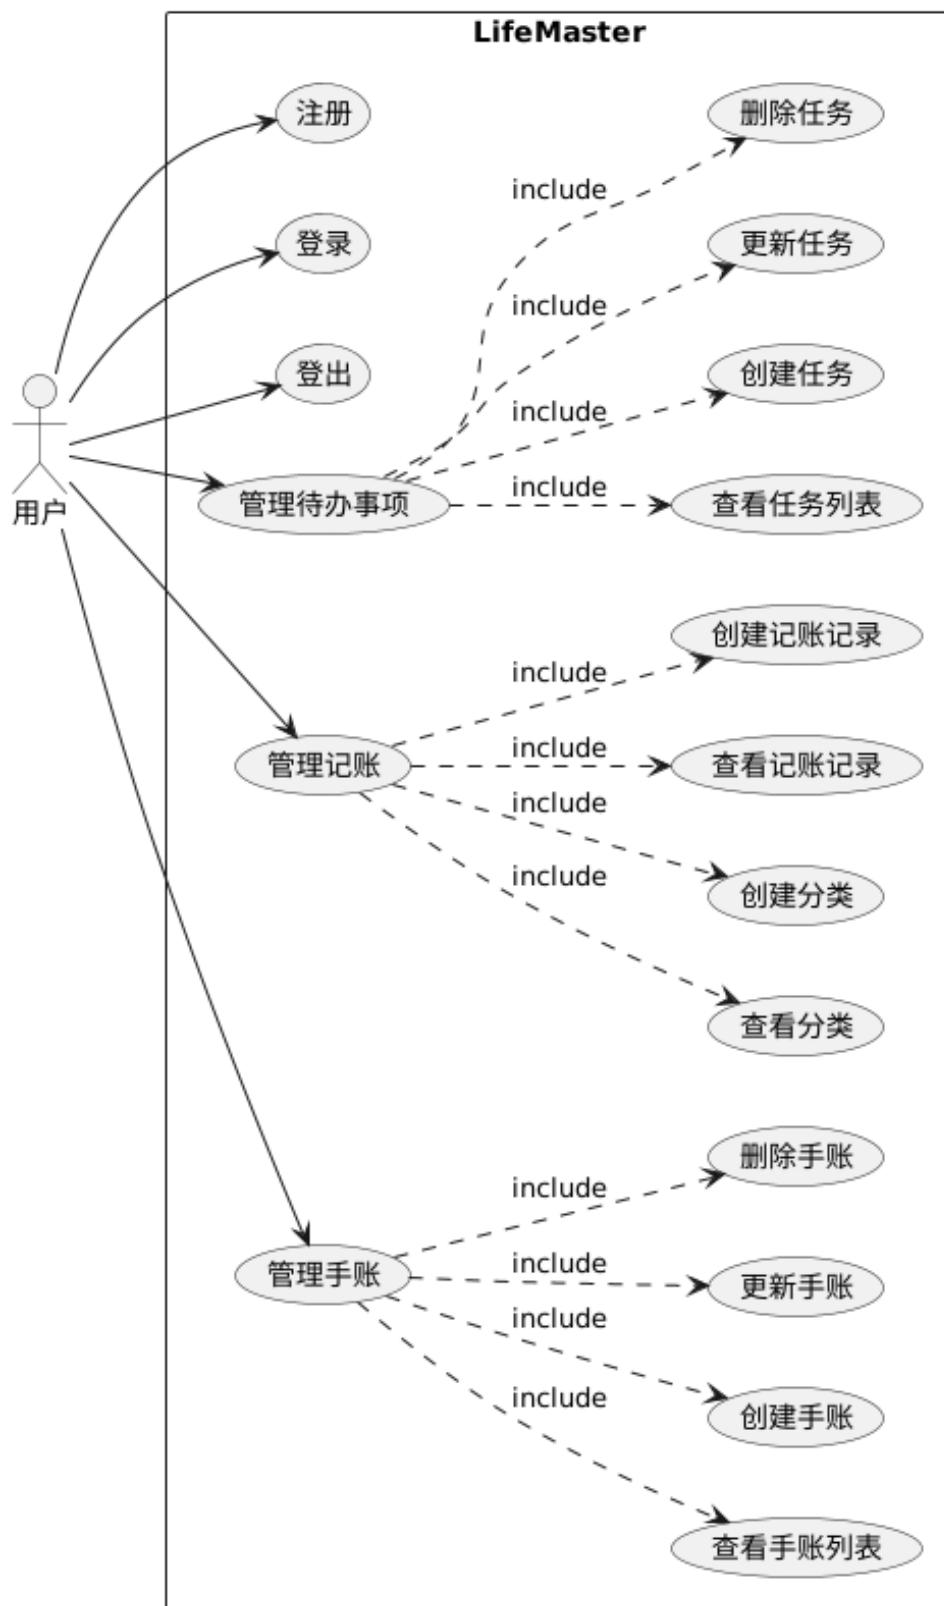 LifeMaster
注册
删除任务
include
登录
更新任务
include
登出
创建任务
include
用户
管理待办事项
include
查看任务列表
创建记账记录
include
管理记账
include
查看记账记录
include
创建分类
include
查看分类
删除手账
include
管理手账
include
更新手账
include
创建手账
include
查看手账列表